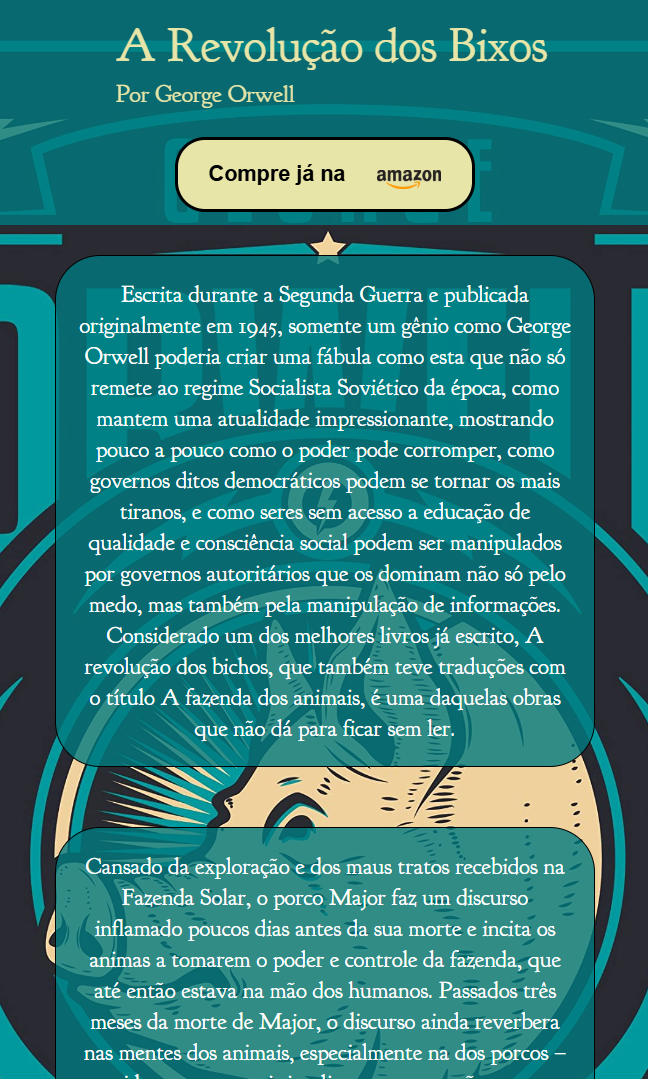 A Revolução dos Bixos
Por George Orwell
Compre já na amazon
Escrita durante a Segunda Guerra e publicada
originalmente em 1945, somente um gênio como George
Orwell poderia criar uma fábula como esta que não só
remete ao regime Socialista Soviético da época, como
mantem uma atualidade impressionante, mostrando
pouco a pouco como o poder pode corromper, como
governos ditos democráticos podem se tornar os mais
tiranos, e como seres sem acesso a educação de
qualidade e consciência social podem ser manipulados
por governos autoritários que os dominam não só pelo
medo, mas também pela manipulação de informações.
Considerado um dos melhores livros já escrito, A
revolução dos bichos, que também teve traduções com
o título A fazenda dos animais, é uma daquelas obras
que não dá para ficar sem ler.
Cansado da exploração e dos maus tratos recebidos na
Fazenda Solar, o porco Major faz um discurso
inflamado poucos dias antes da sua morte e incita os
animas a tomarem o poder e controle da fazenda, que
até então estava na mão dos humanos. Passados três
meses da morte de Major, o discurso ainda reverbera
nas mentes dos animais, especialmente na dos porcos –